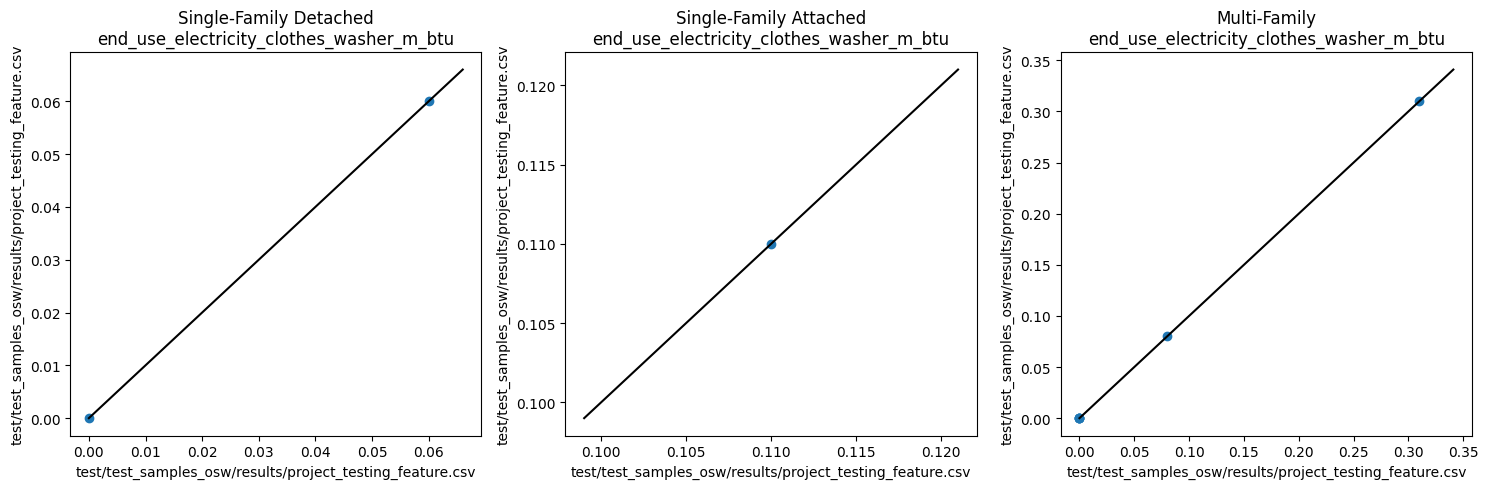 Single-Family Detached
end_use_electricity_clothes_washer_m_btu
test/test_samples_osw/results/project_testing_feature.csv
0.06
0.05
0.04
0.03
0.02
0.01
0.00
0.00 0.01 0.02 0.03 0.04 0.05 0.06
test/test_samples_osw/results/project_testing_feature.csv
Single-Family Attached
end_use_electricity_clothes_washer_m_btu
test/test_samples_osw/results/project_testing_feature.csv
0.120
0.115
0.110
0.105
0.100
0.100 0.105 0.110 0.115 0.120
test/test_samples_osw/results/project_testing_feature.csv
Multi-Family
end_use_electricity_clothes_washer_m_btu
test/test_samples_osw/results/project_testing_feature.csv
0.35
0.30
0.25
0.20
0.15
0.10
0.05
0.00
0.00 0.05 0.10 0.15 0.20 0.25 0.30 0.35
test/test_samples_osw/results/project_testing_feature.csv